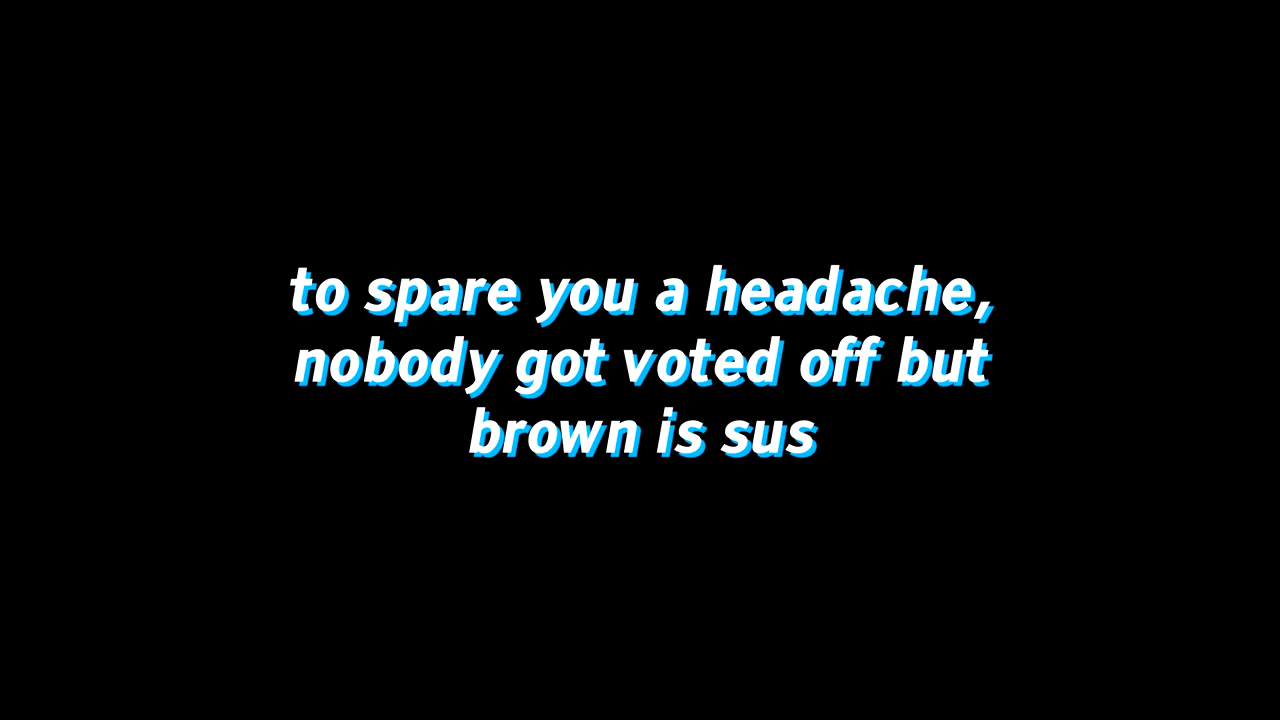 to spare you a headache,
nobody got voted off but
brown is sus